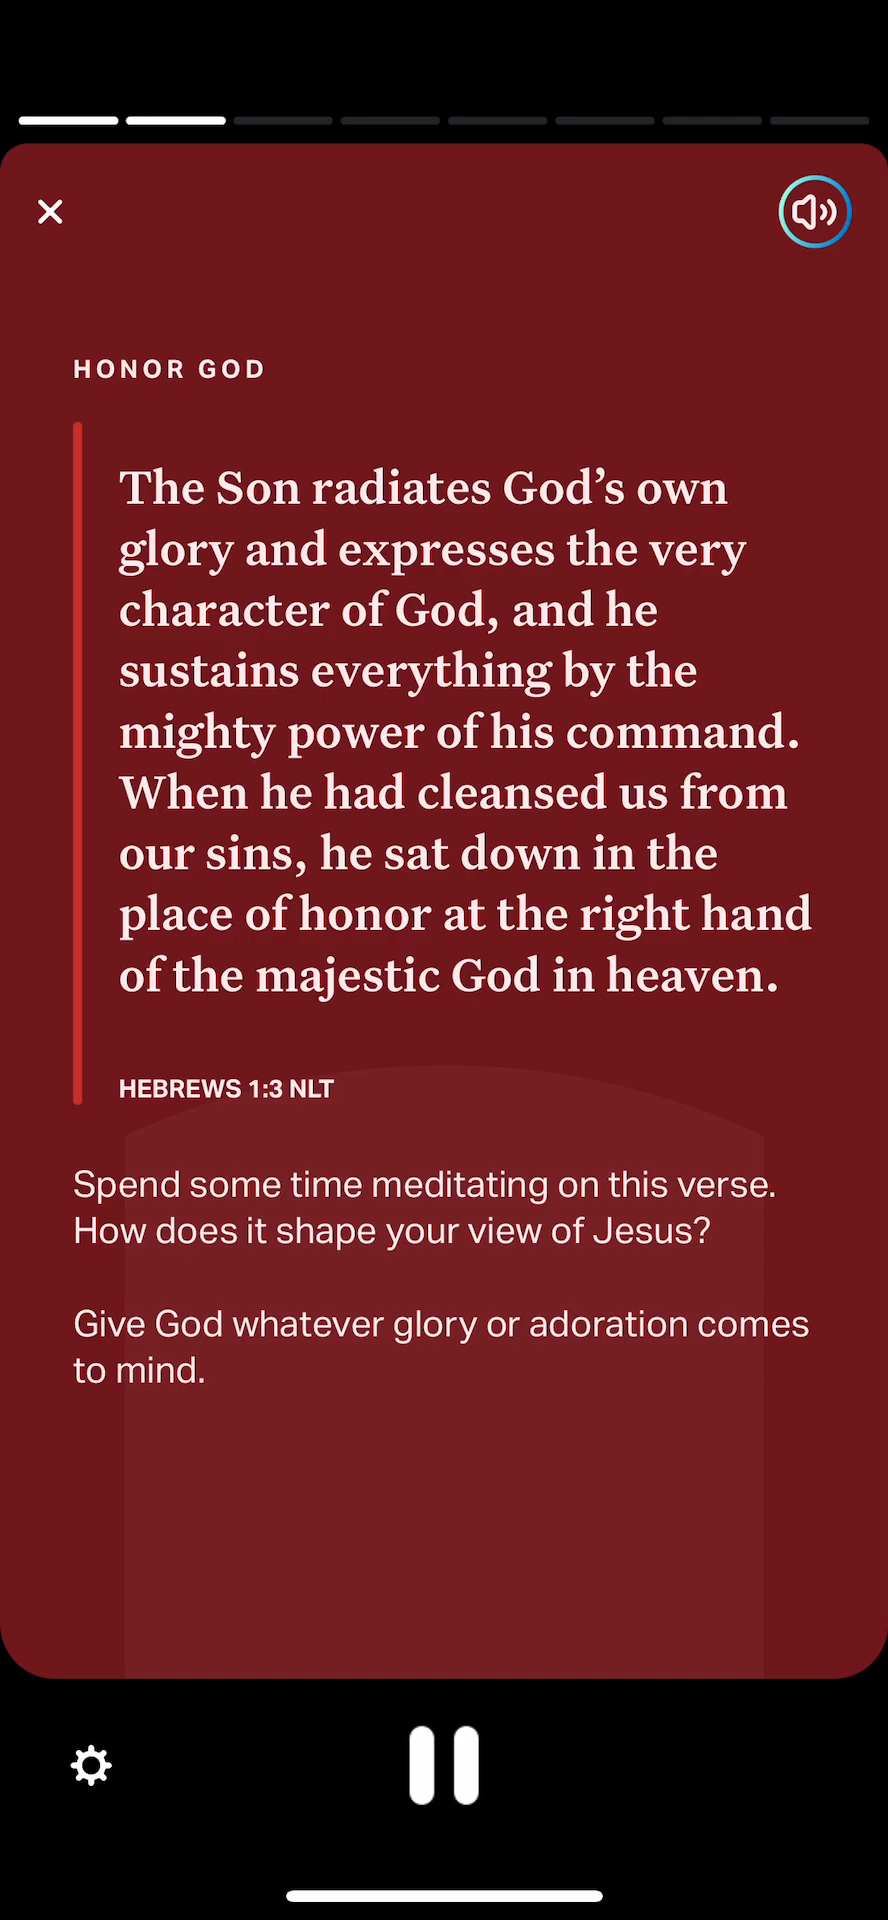 HONOR GOD
The Son radiates God’s own
glory and expresses the very
character of God, and he
sustains everything by the
mighty power of his command.
When he had cleansed us from
our sins, he sat down in the
place of honor at the right hand
of the majestic God in heaven.
HEBREWS 1:3 NLT
Spend some time meditating on this verse.
How does it shape your view of Jesus?
Give God whatever glory or adoration comes
to mind.